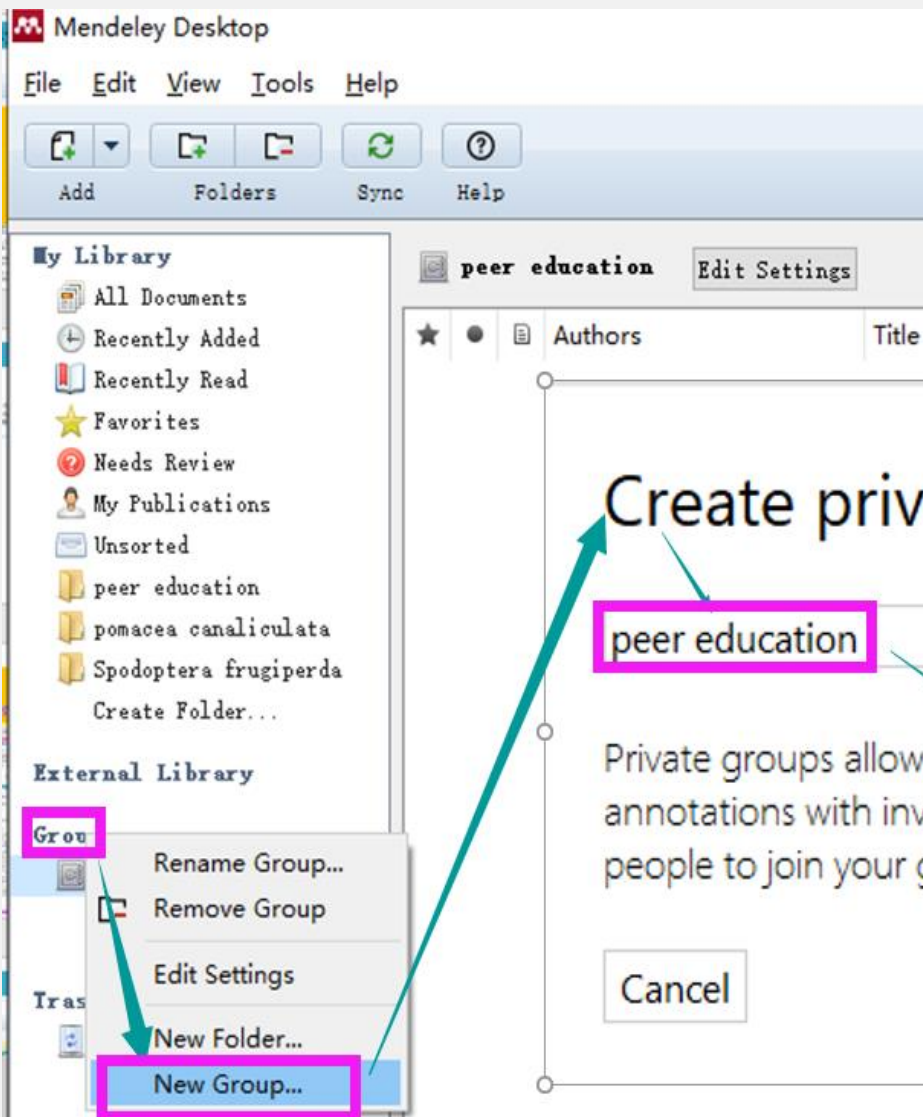 Mendeley Desktop
File Edit View Tools Help
Add Folders Sync Help
My Library
All Documents
Recently Added
Recently Read
Favorites
Needs Review
My Publications
Unsorted
peer education
pomacea canaliculata
Spodoptera frugiperda
Create Folder...
External Library
Grou
Rename Group...
Remove Group
Edit Settings
Tras
New Folder...
New Group...
peer education Edit Settings
Authors Title
Create priv
peer education
Private groups allow
annotations with inv
people to join your g
Cancel